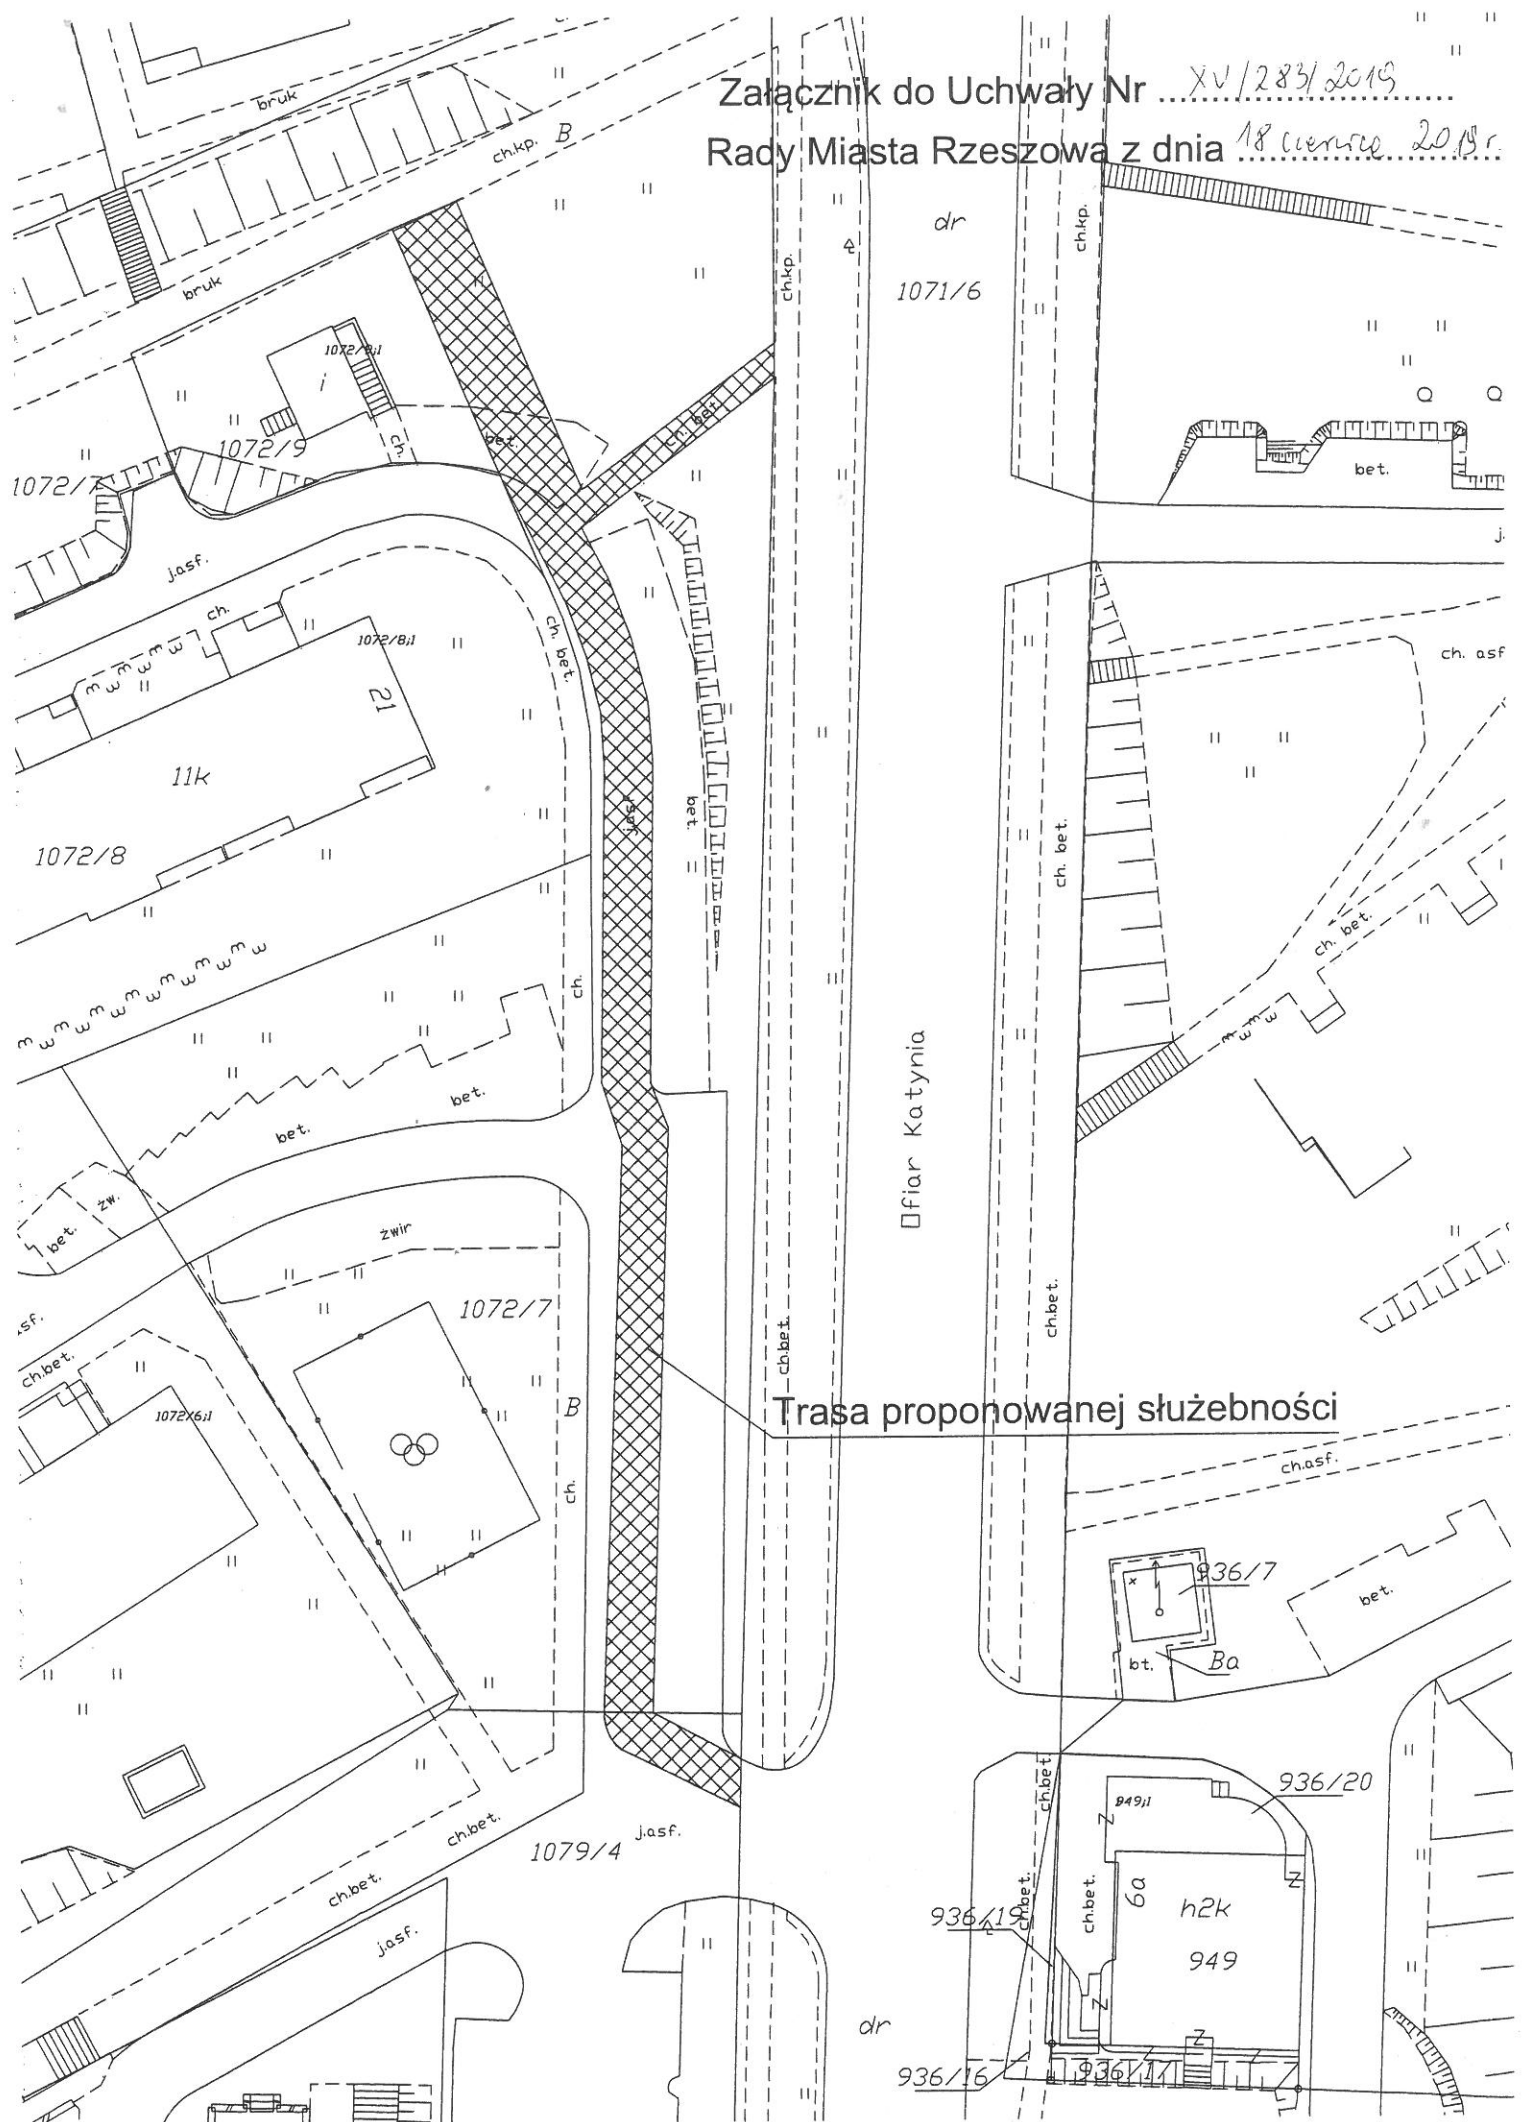 Załącznik do Uchwały Nr XV/283/2019
Rady Miasta Rzeszowa z dnia 18 czerwca 2019 r.
bruk
ch.kp.
B
dr
ch.kp.
ch.kp.
bruk
1071/6
1072/9;1
i
ch. bet.
bet.
ch.
1072/9
1072/7
bet.
j.asf.
j.
ch.
1072/8;1
ch. bet.
ch. asf
21
11k
j.asf
bet.
1072/8
ch. bet.
ch. bet.
ch.
Ofiar Katynia
bet.
bet.
żw.
bet.
żwir
1072/7
sf.
ch.bet.
ch.bet.
ch.bet.
1072/6;1
B
Trasa proponowanej służebności
ch.asf.
ch.
936/7
bet.
bt.
Ba
ch.bet.
936/20
949;1
ch.bet.
j.asf.
1079/4
ch.bet.
ch.bet.
ch.bet.
6a
h2k
936/19
j.asf.
949
dr
936/16
936/17